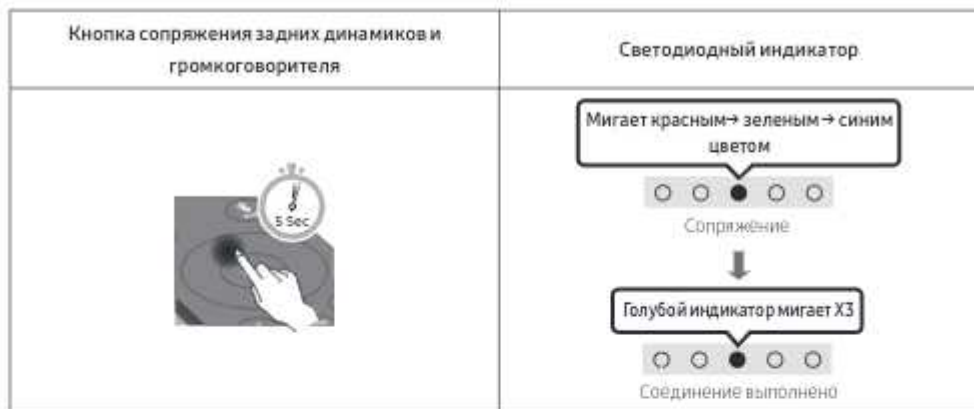 Кнопка сопряжения задних динамиков и
громкоговорителя
Светодиодный индикатор
Мигает красным→ зеленым → синим
цветом
5 Sec
Сопряжение
Голубой индикатор мигает X3
Соединение выполнено